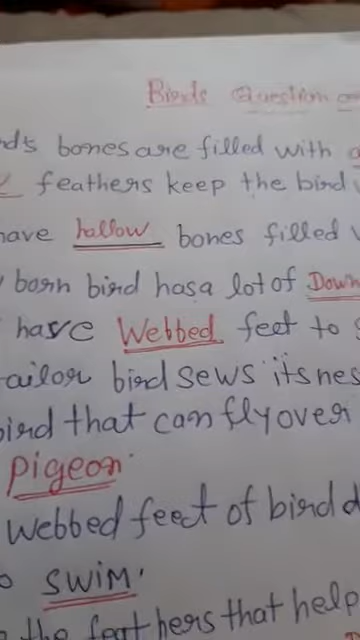 Birds Question
bones are filled with
feathers keep the bird
have hallow bones filled
born bird has a lot of Down
have Webbed feet to
tailor bird sews its nes
bird that can fly over
Pigeon
Webbed feet of bird d
swim.
the feathers that help